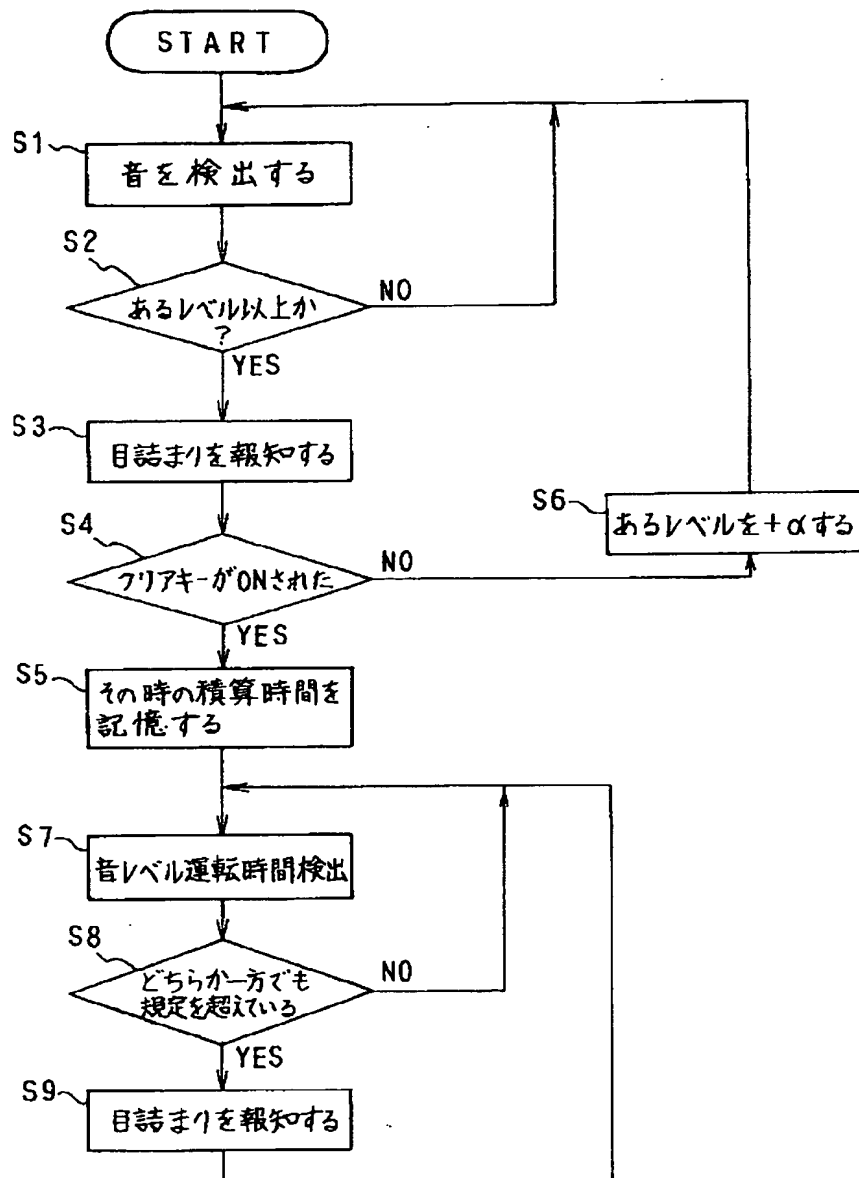 START
S1
音を検出する
S2
あるレベル以上か
?
NO
YES
S3
目詰まりを報知する
S4
クリアキーがONされた
NO
YES
S6
あるレベルを+αする
S5
その時の積算時間を
記憶する
S7
音レベル運転時間検出
S8
どちらか一方でも
規定を超えている
NO
YES
S9
目詰まりを報知する